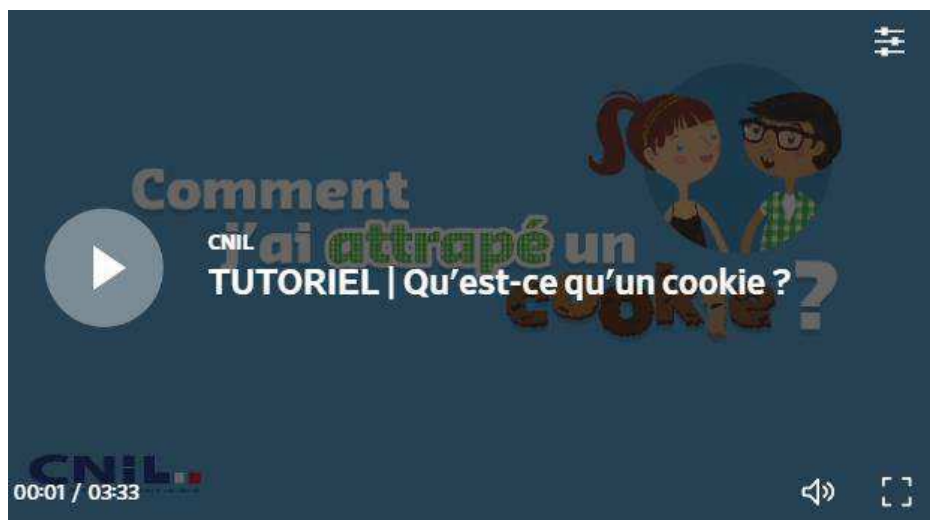 Comment
j'ai attrapé un
cookie ?
CNIL
TUTORIEL | Qu'est-ce qu'un cookie ?
CNIL
00:01 / 03:33